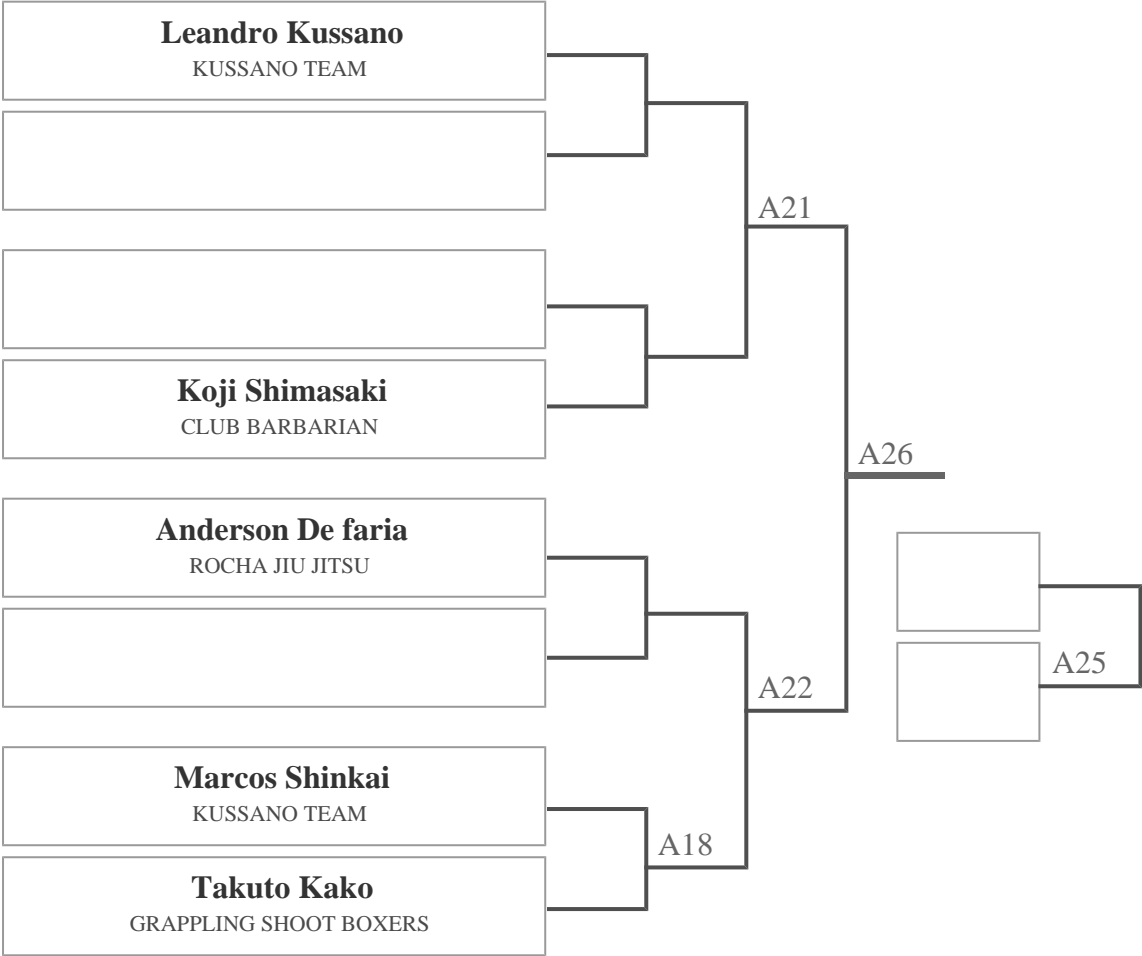 Leandro Kussano
KUSSANO TEAM
A21
Koji Shimasaki
CLUB BARBARIAN
A26
Anderson De faria
ROCHA JIU JITSU
A25
A22
Marcos Shinkai
KUSSANO TEAM
A18
Takuto Kako
GRAPPLING SHOOT BOXERS